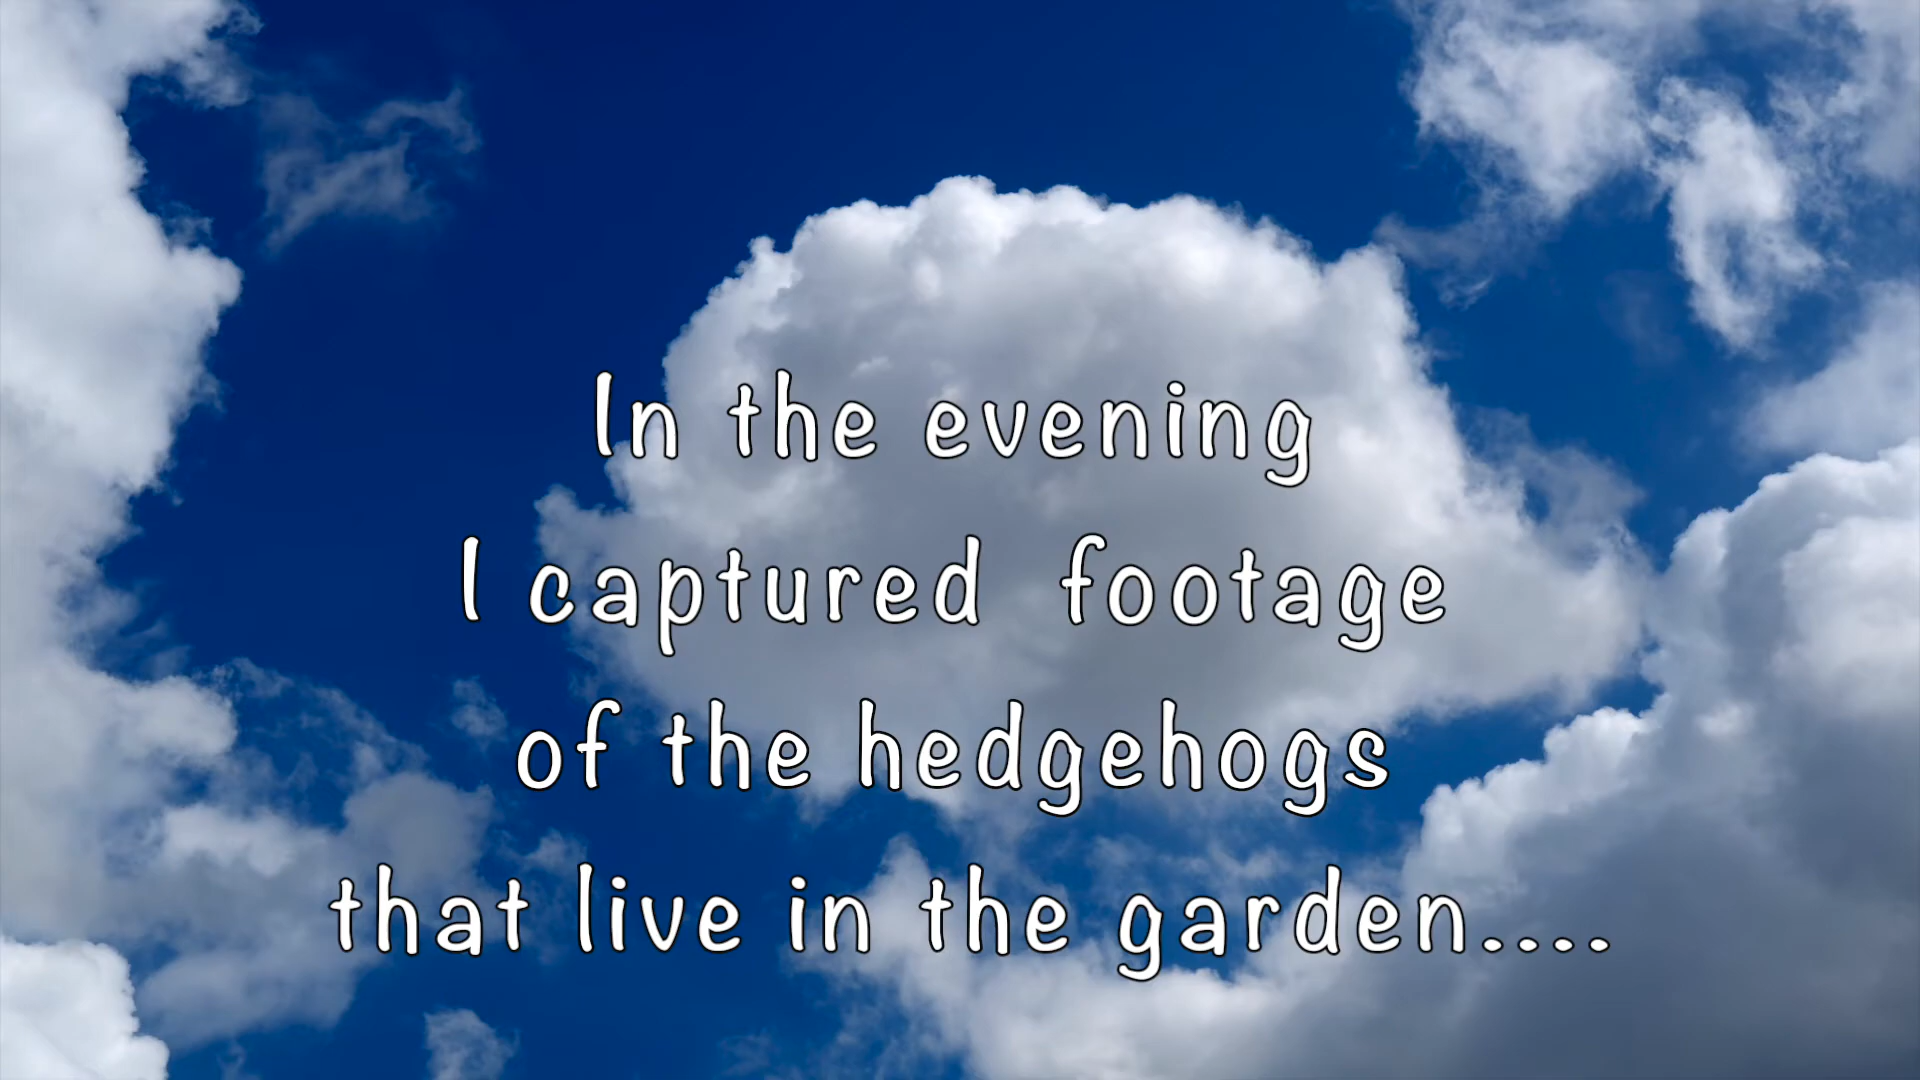 In the evening
I captured  footage
of the hedgehogs
that live in the garden....